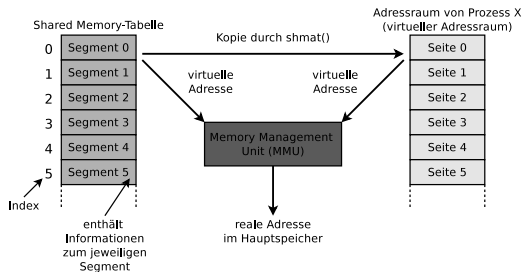 Shared Memory-Tabelle
Adressraum von Prozess X
(virtueller Adressraum)
0
Segment 0
Kopie durch shmat()
Seite 0
1
Segment 1
Seite 1
virtuelle
Adresse
virtuelle
Adresse
2
Segment 2
Seite 2
3
Segment 3
Seite 3
Memory Management
Unit (MMU)
4
Segment 4
Seite 4
5
Segment 5
Seite 5
Index
enthält
Informationen
zum jeweiligen
Segment
reale Adresse
im Hauptspeicher